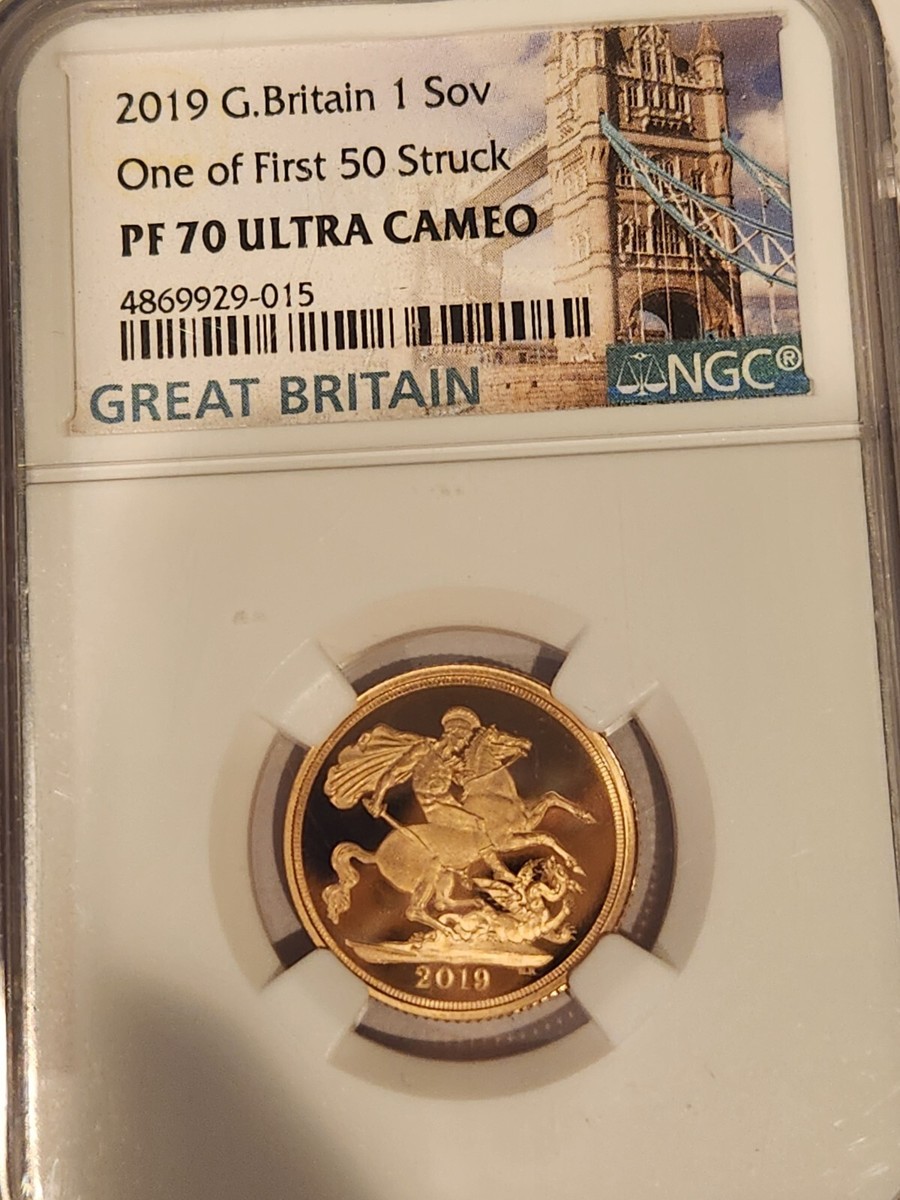 2019 G.Britain 1 Sov
One of First 50 Struck
PF 70 ULTRA CAMEO
4869929-015
GREAT BRITAIN
NGC®
2019